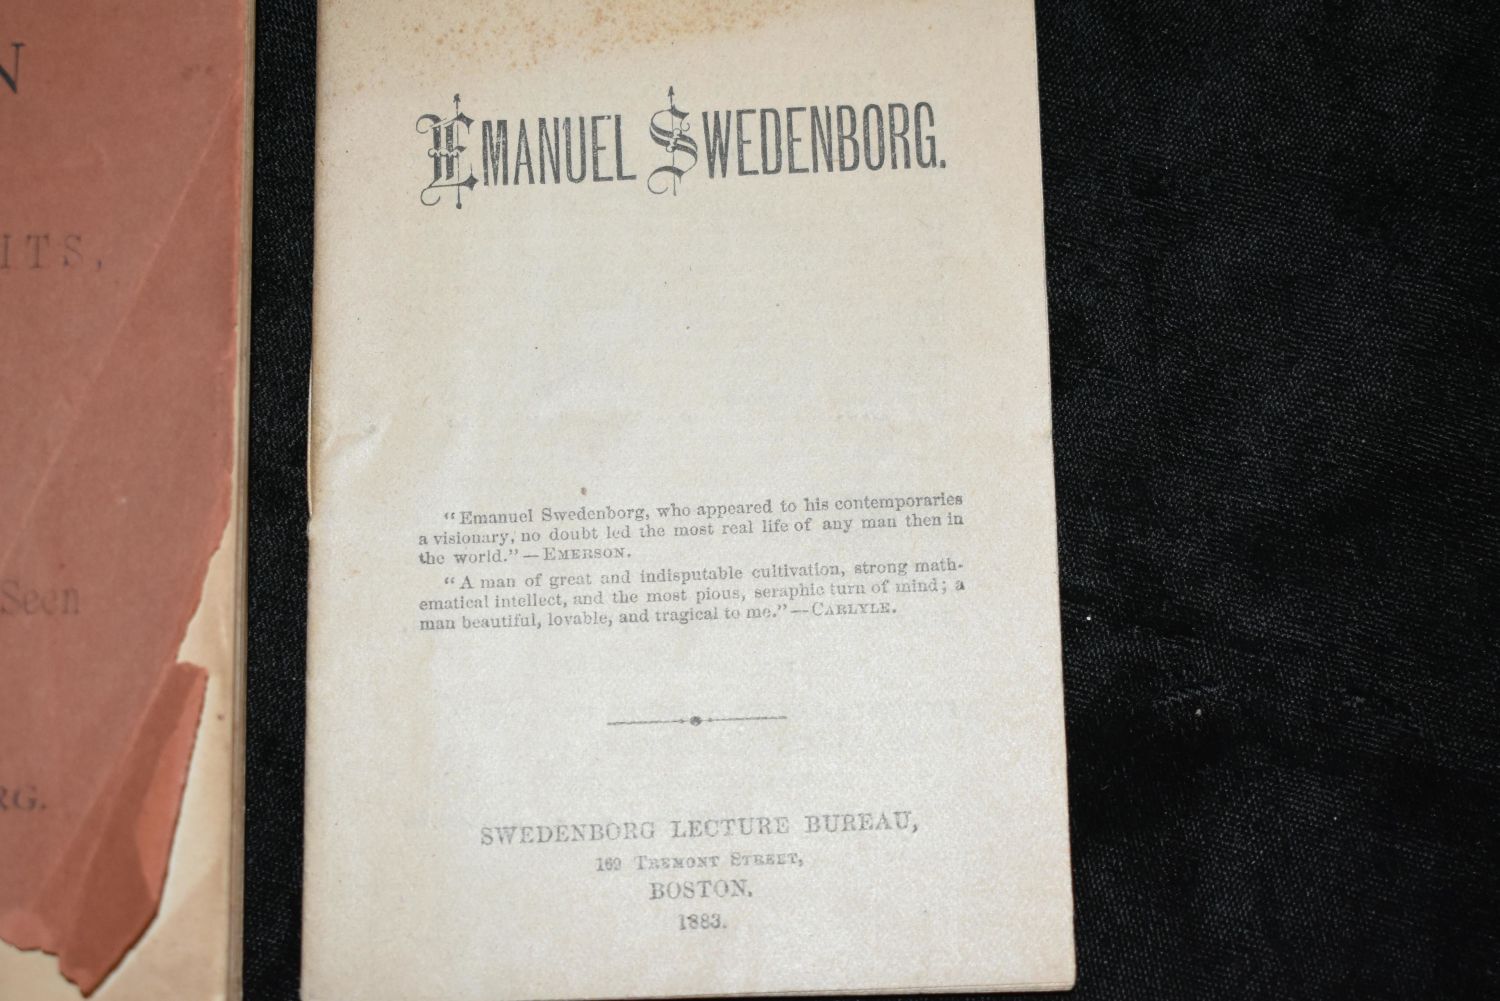 N
ITS,
Seen
RG.
EMANUEL SWEDENBORG.
"Emanuel Swedenborg, who appeared to his contemporaries
a visionary, no doubt led the most real life of any man then in
the world."—EMERSON.
"A man of great and indisputable cultivation, strong math-
ematical intellect, and the most pious, seraphic turn of mind; a
man beautiful, lovable, and tragical to me."—CARLYLE.
SWEDENBORG LECTURE BUREAU,
169 TREMONT STREET,
BOSTON.
1883.